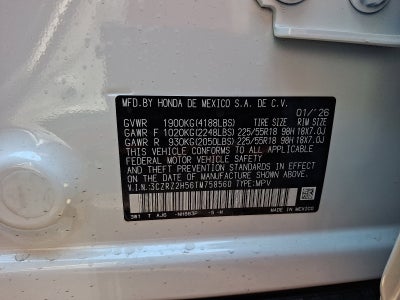 MFD.BY HONDA DE MEXICO S.A. DE C.V.
01/'26
GVWR 1900KG(4188LBS) TIRE SIZE RIM SIZE
GAWR F 1020KG(2248LBS) 225/55R18 98H 18X7.0J
GAWR R 930KG(2050LBS) 225/55R18 98H 18X7.0J
THIS VEHICLE CONFORMS TO ALL APPLICABLE
FEDERAL MOTOR VEHICLE SAFETY AND
THEFT PREVENTION STANDARDS IN EFFECT ON
THE DATE OF MANUFACTURE SHOWN ABOVE.
V.I.N.:3CZRZ2H56TM758560 TYPE:MPV